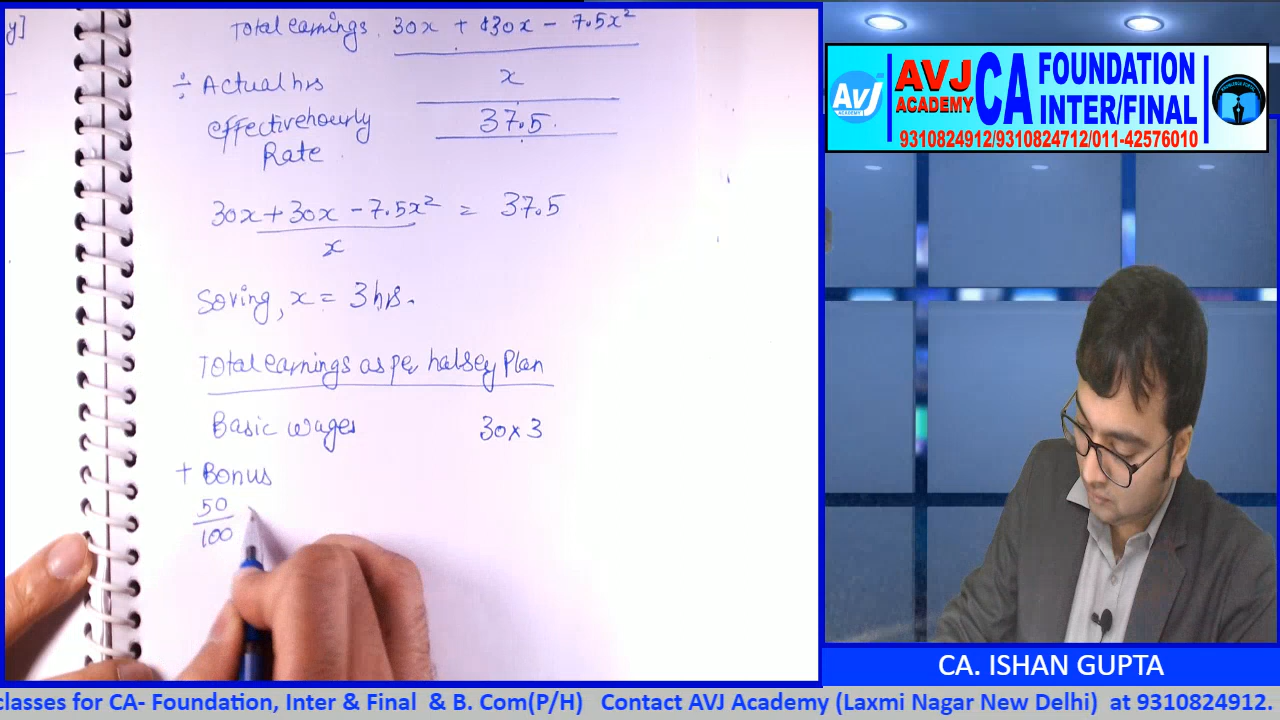 y]
Total earnings 30x + 30x - 7.5x²
÷ Actual hrs x
effective hourly 37.5
Rate
30x + 30x - 7.5x² = 37.5
x
Soving, x = 3 hrs.
Total earnings as per halsey Plan
Basic wages 30x3
+ Bonus
50
100
AVJ
AVJ
ACADEMY
CA
FOUNDATION
INTER/FINAL
9310824912/9310824712/011-42576010
CA. ISHAN GUPTA
classes for CA- Foundation, Inter & Final & B. Com(P/H) Contact AVJ Academy (Laxmi Nagar New Delhi) at 9310824912.